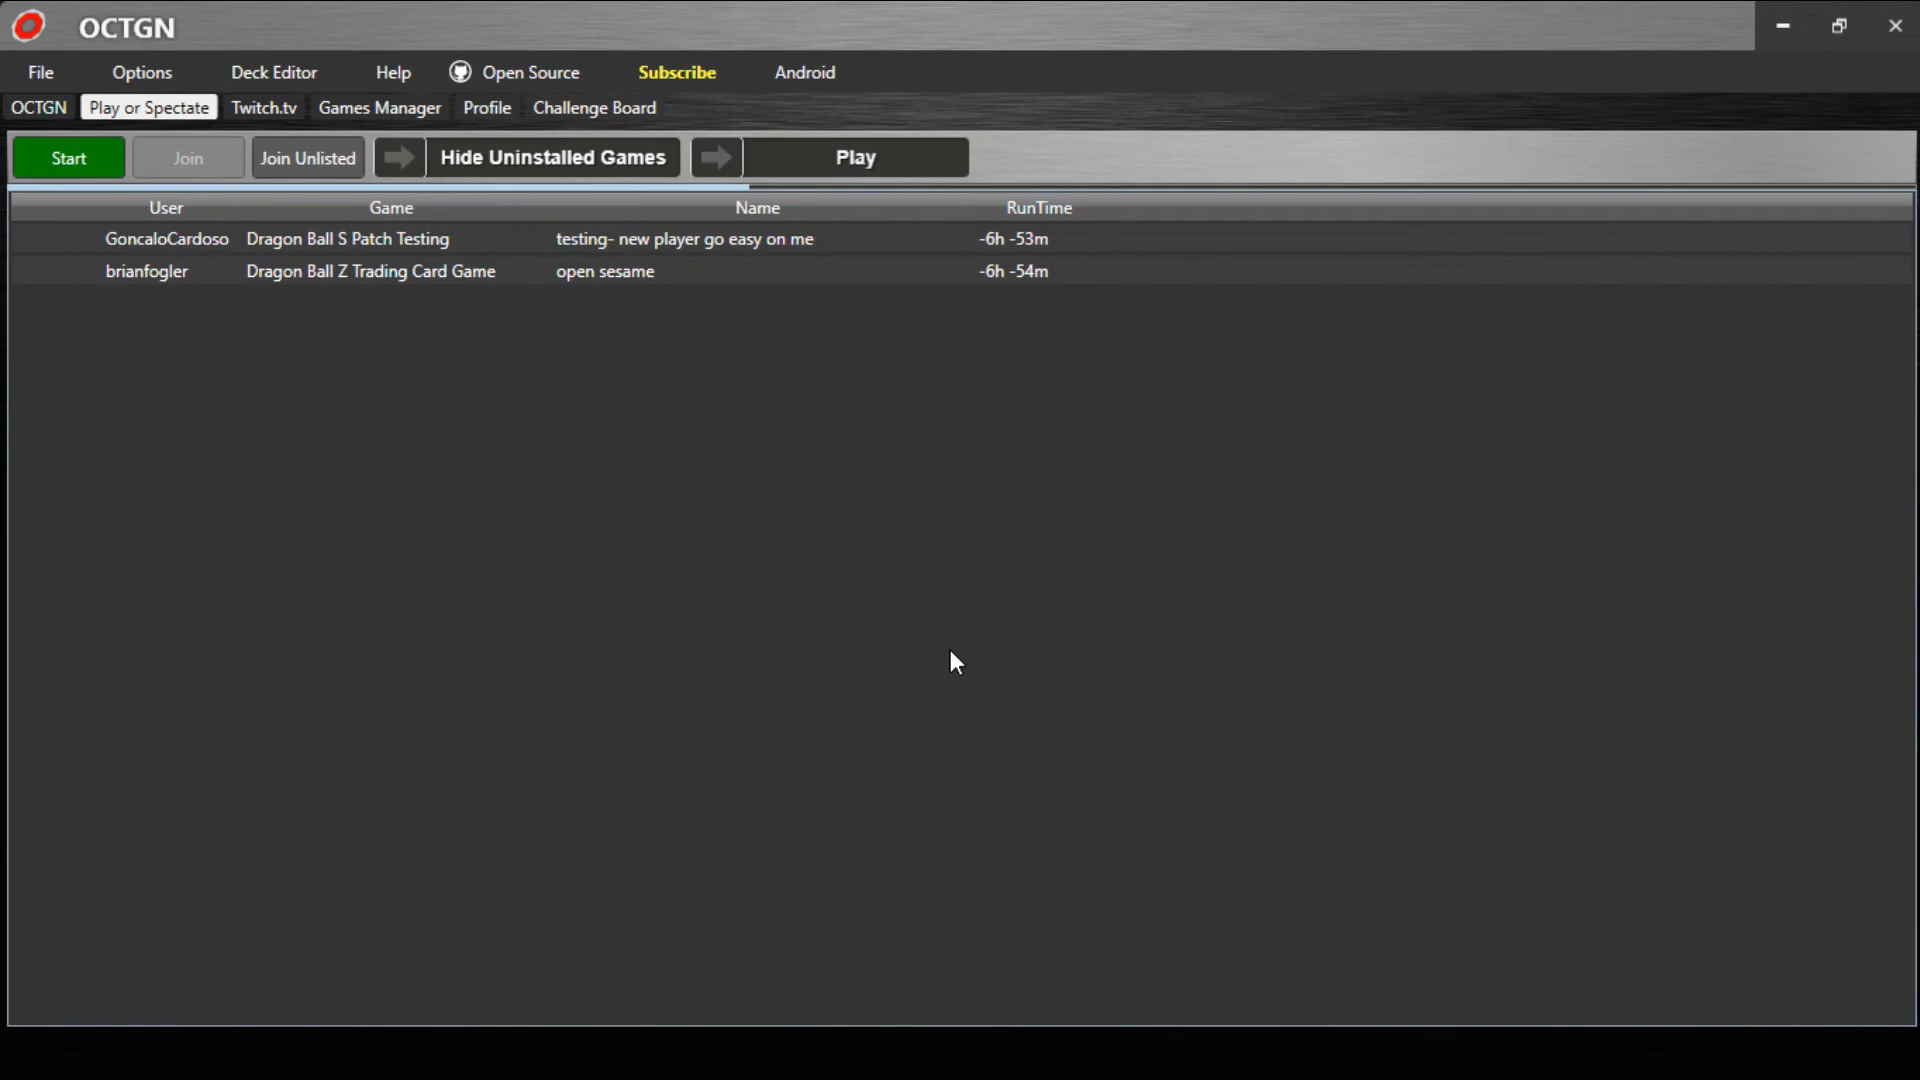 OCTGN
File Options Deck Editor Help Open Source Subscribe Android
OCTGN Play or Spectate Twitch.tv Games Manager Profile Challenge Board
Start Join Join Unlisted Hide Uninstalled Games Play
User Game Name RunTime
GoncaloCardoso Dragon Ball S Patch Testing testing- new player go easy on me -6h -53m
brianfogler Dragon Ball Z Trading Card Game open sesame -6h -54m